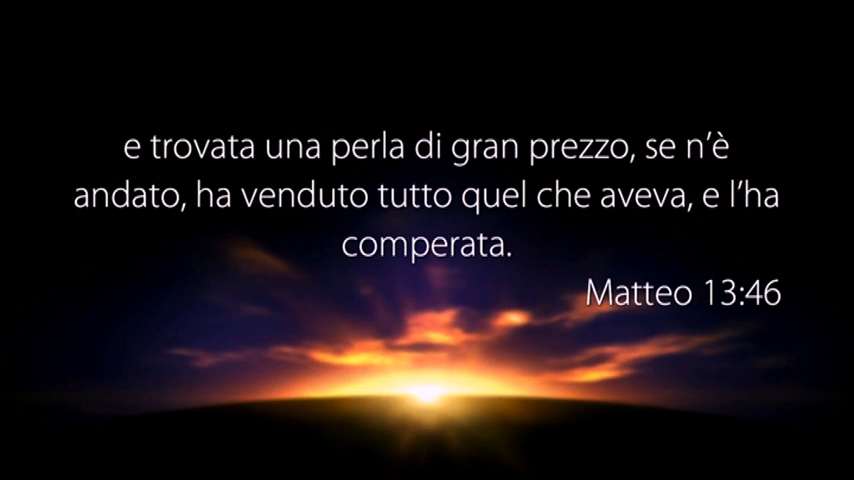 e trovata una perla di gran prezzo, se n’è
andato, ha venduto tutto quel che aveva, e l’ha
comperata.
Matteo 13:46